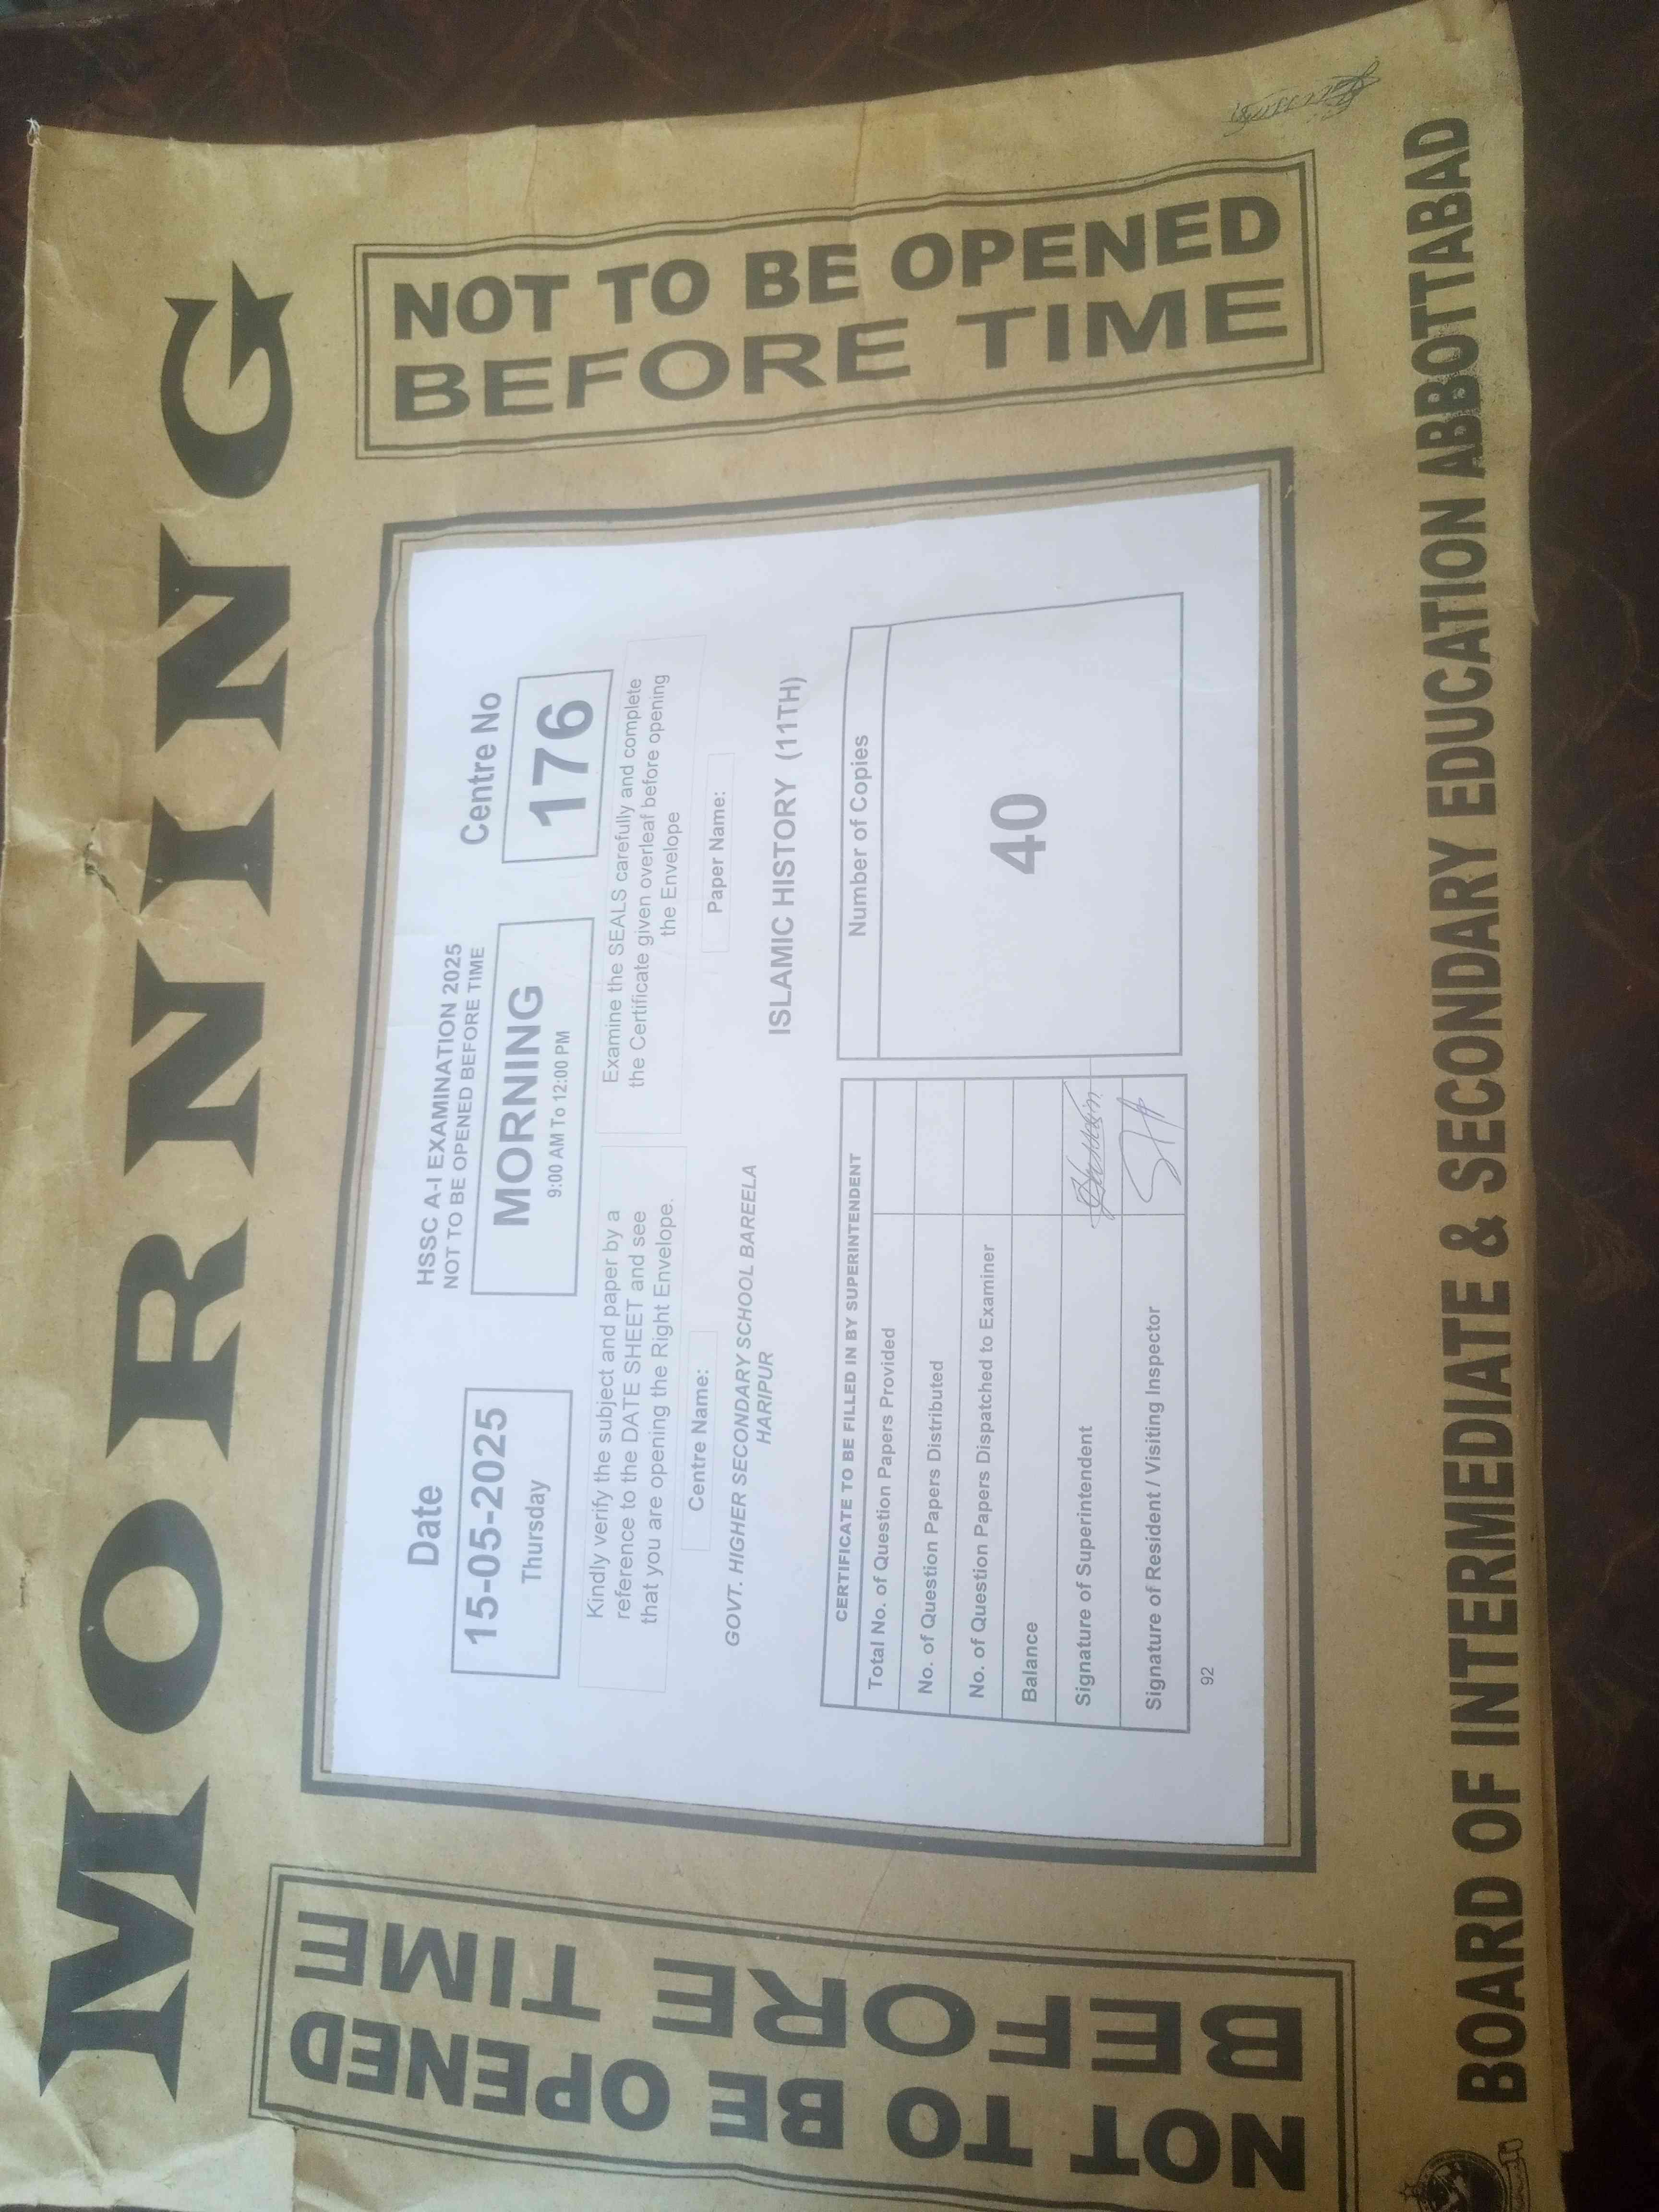 MORNING
NOT TO BE OPENED
BEFORE TIME
HSSC A-I EXAMINATION 2025
NOT TO BE OPENED BEFORE TIME
Date
15-05-2025
Thursday
MORNING
9:00 AM To 12:00 PM
Centre No
176
Kindly verify the subject and paper by a
reference to the DATE SHEET and see
that you are opening the Right Envelope.
Examine the SEALS carefully and complete
the Certificate given overleaf before opening
the Envelope
Centre Name:
GOVT. HIGHER SECONDARY SCHOOL BAREELA
HARIPUR
Paper Name:
ISLAMIC HISTORY (11TH)
CERTIFICATE TO BE FILLED IN BY SUPERINTENDENT
Total No. of Question Papers Provided
No. of Question Papers Distributed
No. of Question Papers Dispatched to Examiner
Balance
Signature of Superintendent
Signature of Resident / Visiting Inspector
Number of Copies
40
92
NOT TO BE OPENED
BEFORE TIME
BOARD OF INTERMEDIATE & SECONDARY EDUCATION ABBOTTABAD